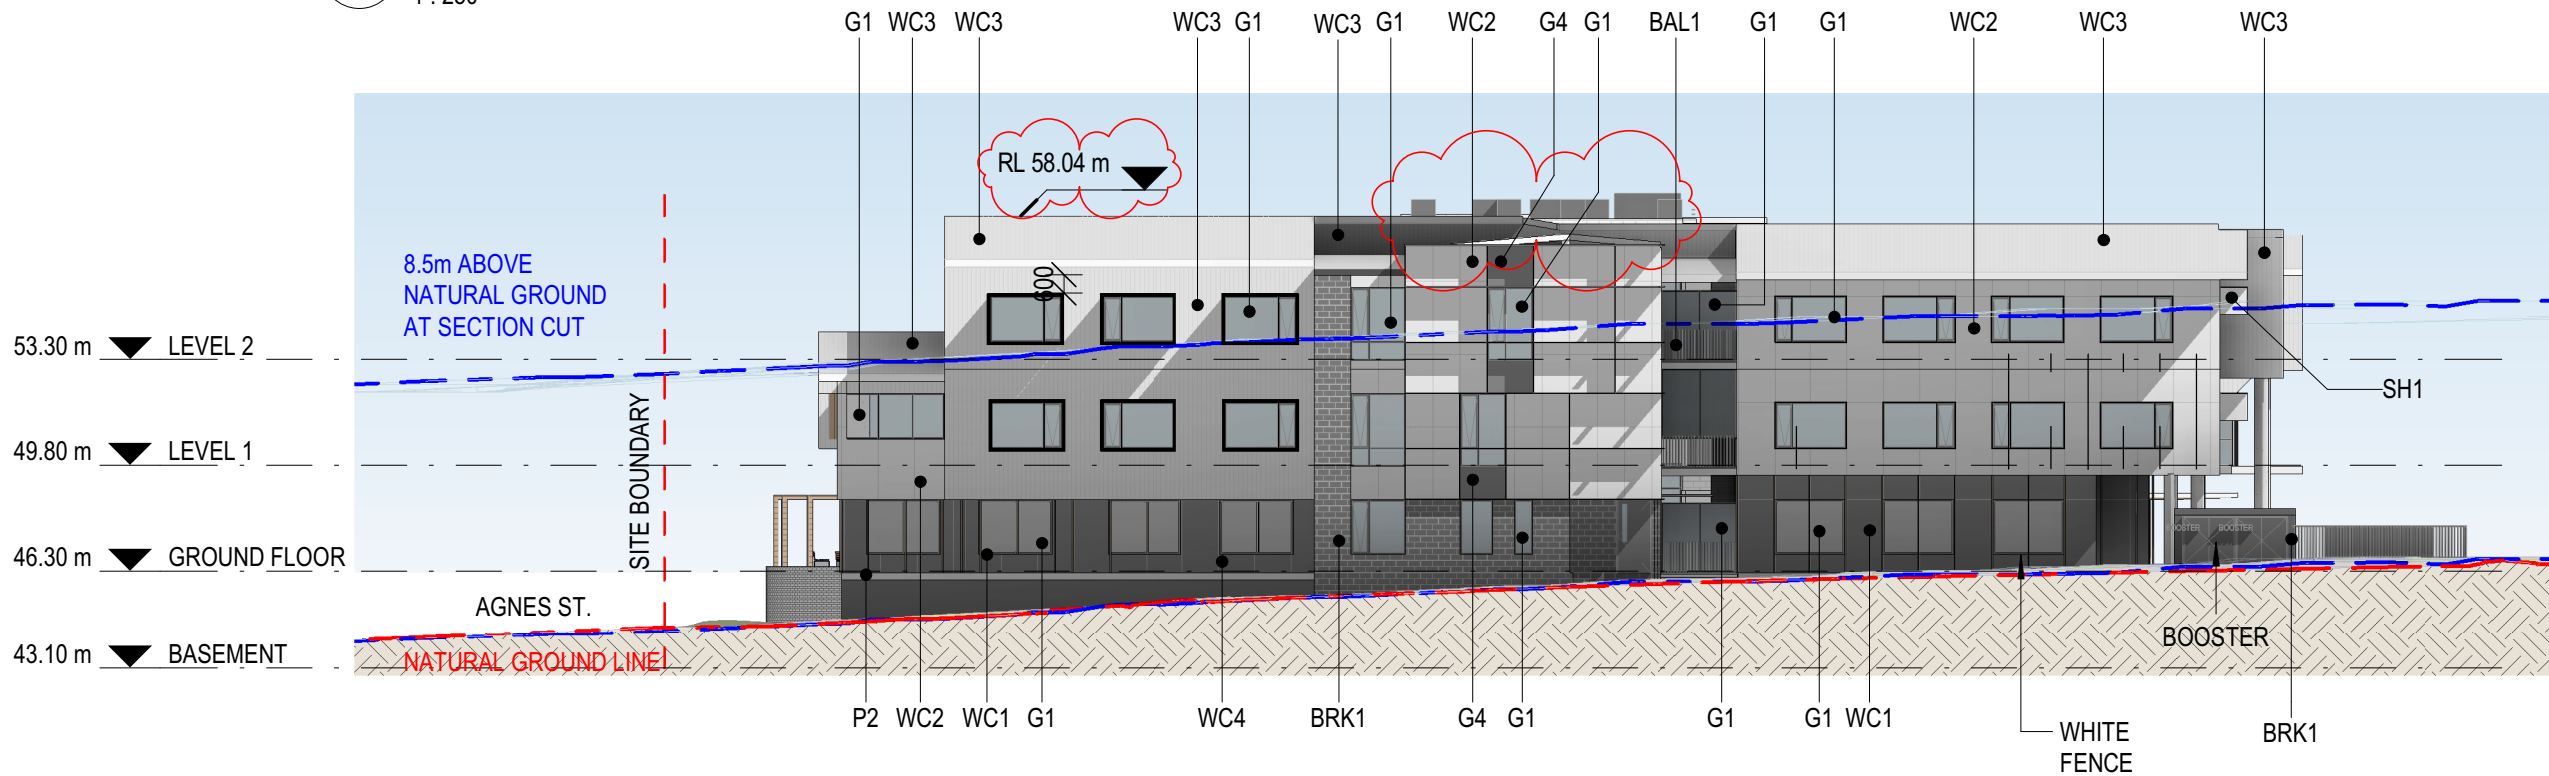 G1 WC3 WC3 WC3 G1 WC3 G1 WC2 G4 G1 BAL1 G1 G1 WC2 WC3 WC3
RL 58.04 m
8.5m ABOVE
NATURAL GROUND
AT SECTION CUT
600
53.30 m LEVEL 2
SH1
49.80 m LEVEL 1
SITE BOUNDARY
BOOSTER BOOSTER
46.30 m GROUND FLOOR
AGNES ST.
BOOSTER
43.10 m BASEMENT
NATURAL GROUND LINE
P2 WC2 WC1 G1 WC4 BRK1 G4 G1 G1 G1 WC1 BRK1
WHITE
FENCE